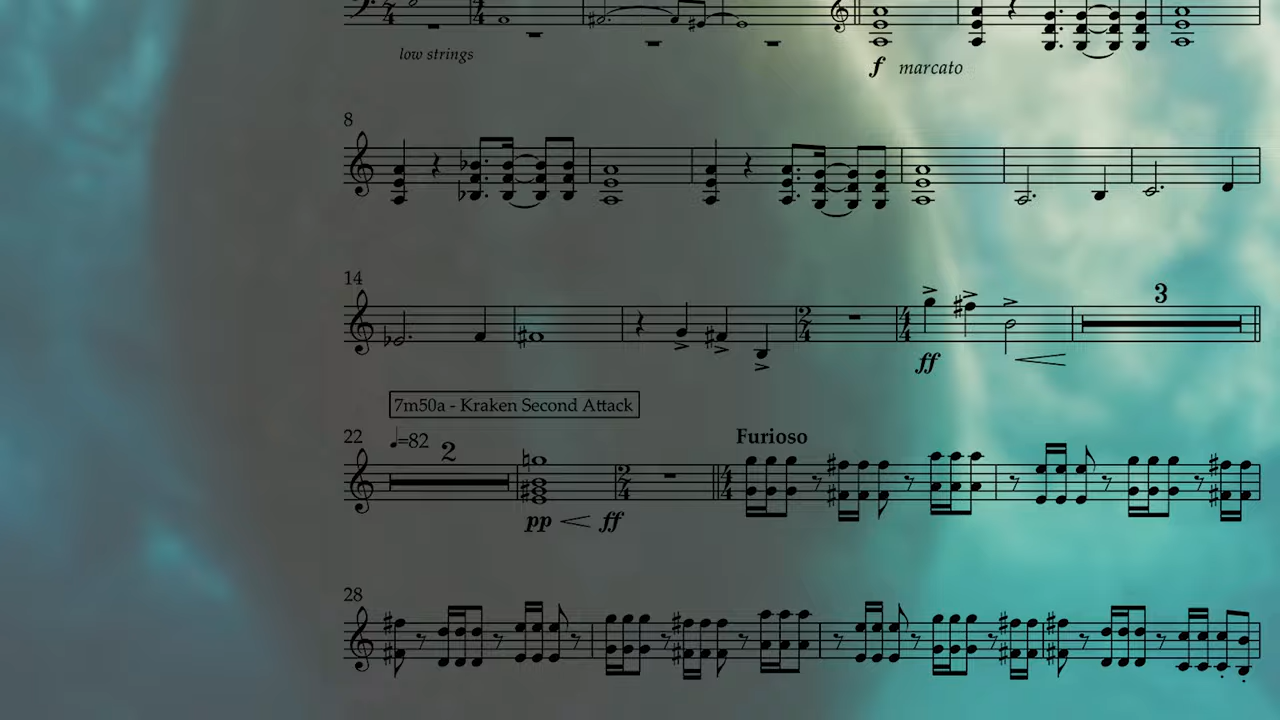 low strings
f marcato
8
14
3
ff
7m50a - Kraken Second Attack
22 ♩=82 2 Furioso
pp ff
28